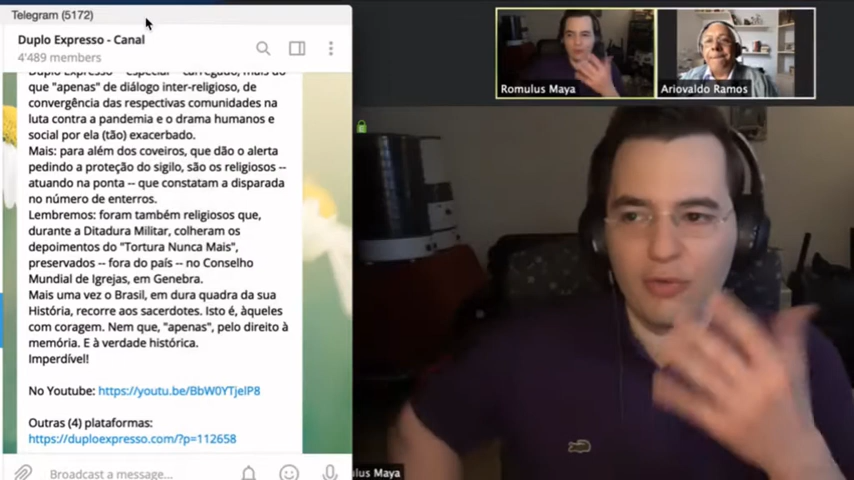 Telegram (5172)
Duplo Expresso - Canal
4'489 members
Duplo Expresso -- especial -- carregado, mais do
que "apenas" de diálogo inter-religioso, de
convergência das respectivas comunidades na
luta contra a pandemia e o drama humanos e
social por ela (tão) exacerbado.
Mais: para além dos coveiros, que dão o alerta
pedindo a proteção do sigilo, são os religiosos --
atuando na ponta -- que constatam a disparada
no número de enterros.
Lembremos: foram também religiosos que,
durante a Ditadura Militar, colheram os
depoimentos do "Tortura Nunca Mais",
preservados -- fora do país -- no Conselho
Mundial de Igrejas, em Genebra.
Mais uma vez o Brasil, em dura quadra da sua
História, recorre aos sacerdotes. Isto é, àqueles
com coragem. Nem que, "apenas", pelo direito à
memória. E à verdade histórica.
Imperdível!
No Youtube: https://youtu.be/BbW0YTjelP8
Outras (4) plataformas:
https://duploexpresso.com/?p=112658
Broadcast a message...
Romulus Maya
Ariovaldo Ramos
ulus Maya